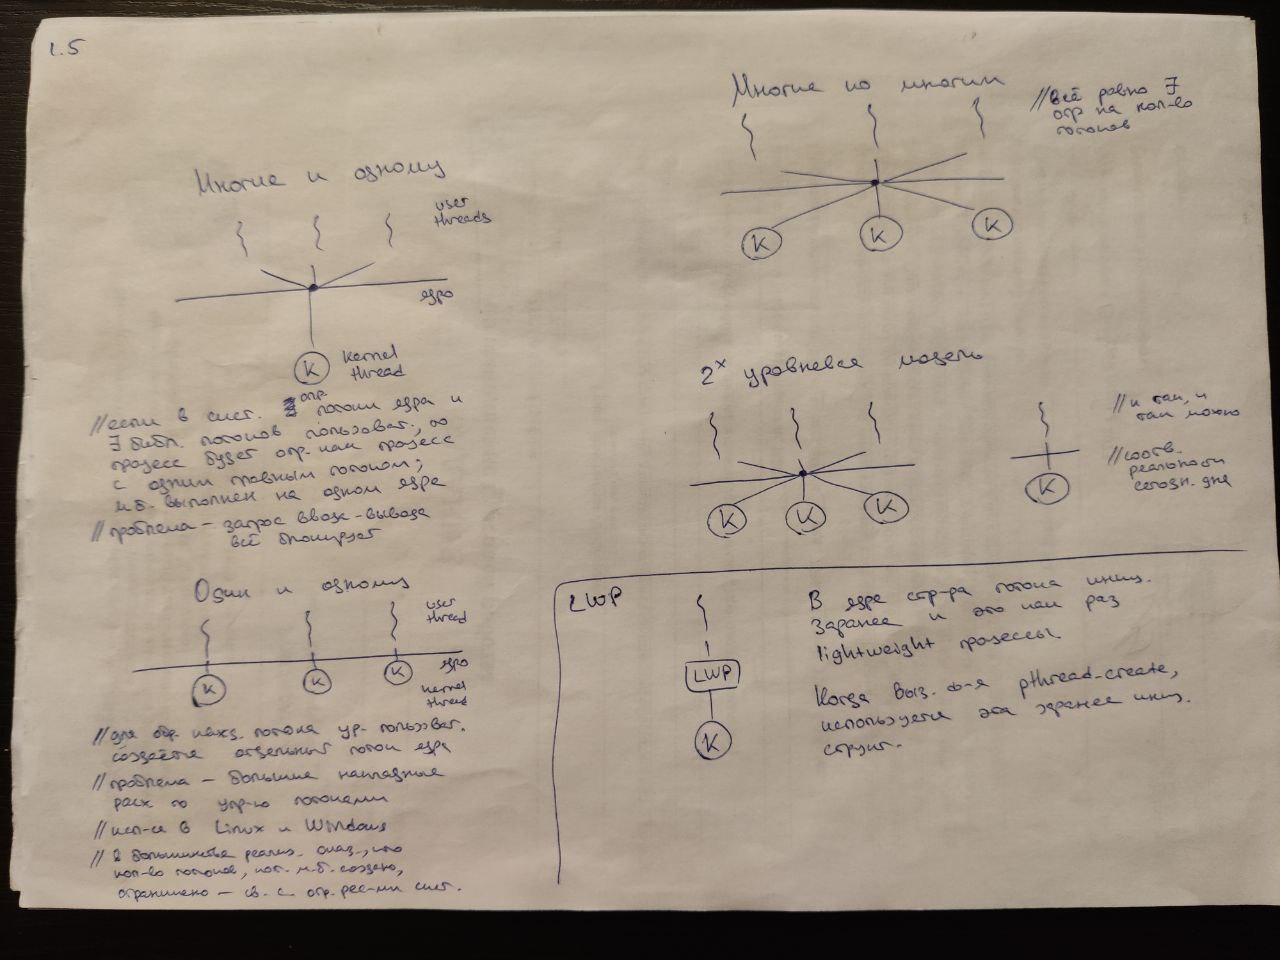 1.5
Многие к одному
user
threads
ядро
Kernel
thread
K
//если в сист. огр. потоки ядра и
∃ библ. потоков пользоват., то
процесс будет опр. как процесс
с одним главным потоком;
м.б. выполнен на одном ядре
//проблема – запрос ввода-вывода
всё блокирует
Один к одному
user
thread
ядро
K K K
Kernel
thread
//для обр. кажд. потока ур. пользоват.
создаётся отдельный поток ядра
//проблема – большие накладные
расх по упр-ю потоками
//исп-ся в Linux и Windows
//в большинстве реализ. оказ., что
кол-во потоков, кот. м.б. создано,
ограничено – св. с огр. рес-ми сист.
Многие ко многим
//всё равно ∃
огр на кол-во
потоков
K K K
2х уровневая модель
//и так, и
так можно
//соотв.
реальности
сегодн. дня
K K K K
LWP
LWP
K
В ядре стр-ра потока иниц.
заранее и это как раз
lightweight процессы.
Когда выз. ф-я pthread-create,
используется эта заранее иниц.
структ.